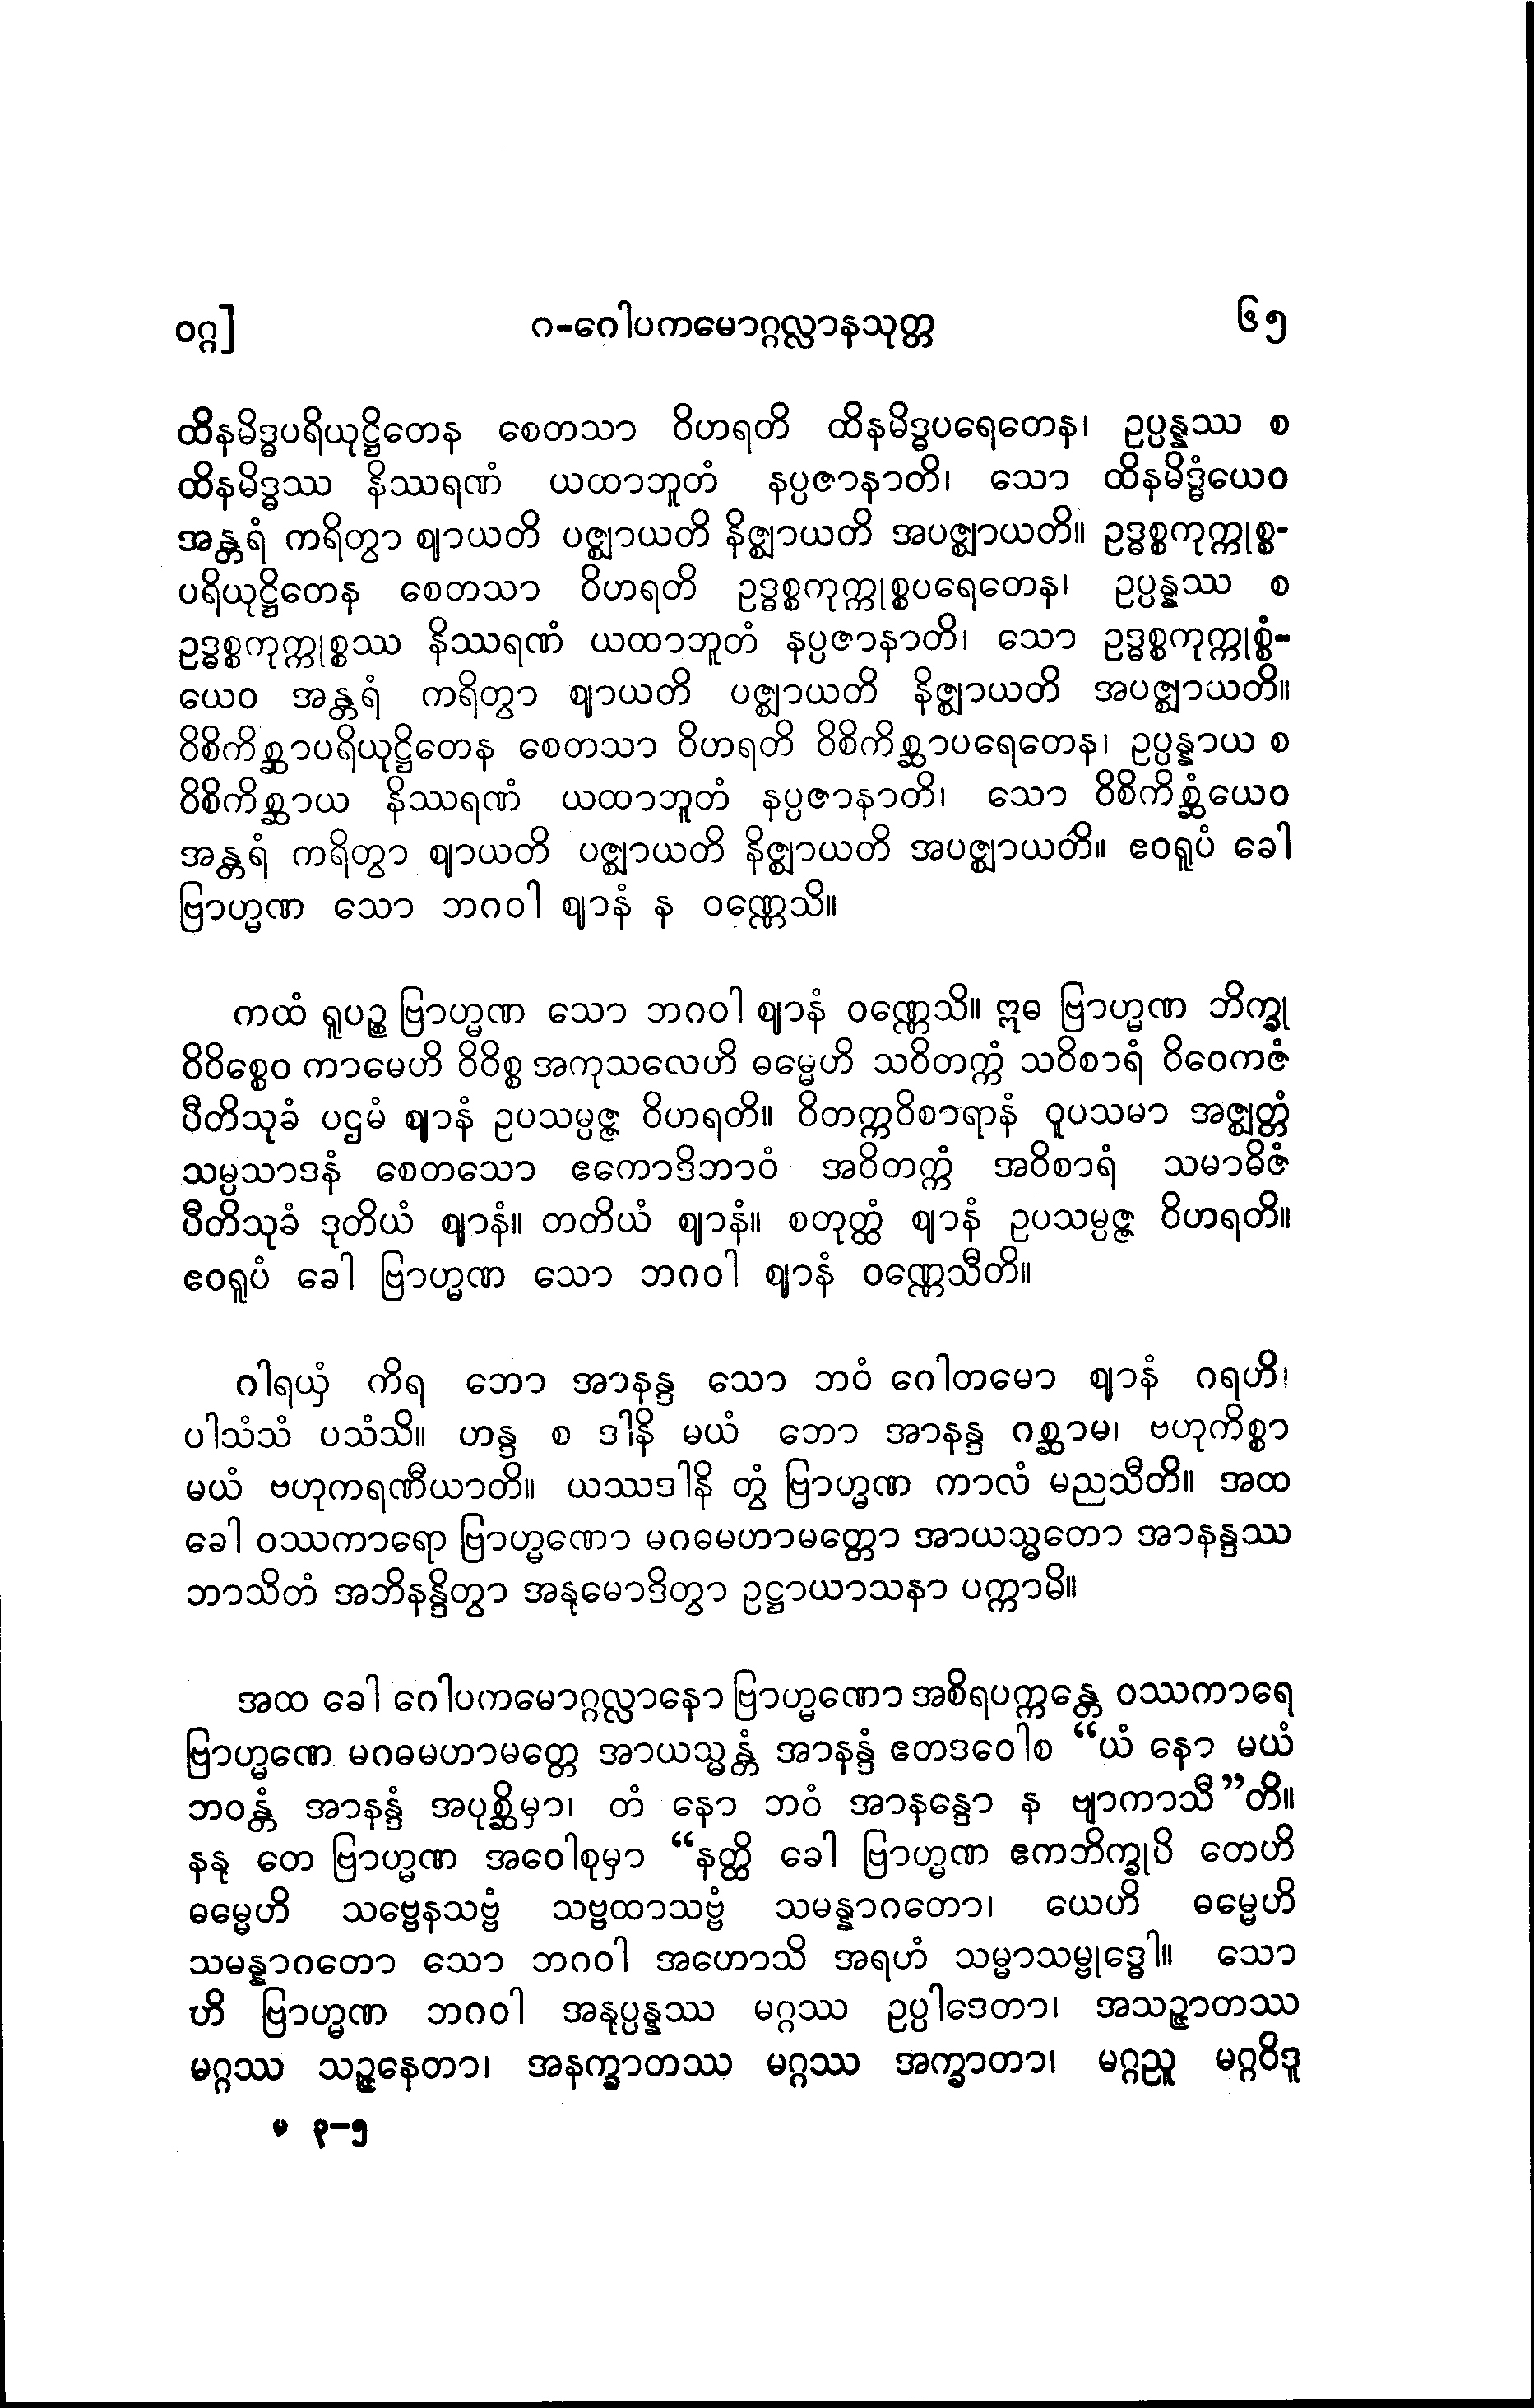 ဝဂ္ဂ]
ဂ-ဂေါပကမောဂ္ဂလ္လာနသုတ္တ
၆၅
ထိနမိဒ္ဓပရိယုဋ္ဌိတေန စေတသာ ဝိဟရတိ ထိနမိဒ္ဓပရေတေန၊ ဥပ္ပန္နဿ စ
ထိနမိဒ္ဓဿ နိဿရဏံ ယထာဘူတံ နပ္ပဇာနာတိ၊ သော ထိနမိဒ္ဓံယေဝ
အန္တရံ ကရိတွာ ဈာယတိ ပဇ္ဈာယတိ နိဇ္ဈာယတိ အပဇ္ဈာယတိ။ ဥဒ္ဓစ္စကုက္ကုစ္စ-
ပရိယုဋ္ဌိတေန စေတသာ ဝိဟရတိ ဥဒ္ဓစ္စကုက္ကုစ္စပရေတေန၊ ဥပ္ပန္နဿ စ
ဥဒ္ဓစ္စကုက္ကုစ္စဿ နိဿရဏံ ယထာဘူတံ နပ္ပဇာနာတိ၊ သော ဥဒ္ဓစ္စကုက္ကုစ္စံ-
ယေဝ အန္တရံ ကရိတွာ ဈာယတိ ပဇ္ဈာယတိ နိဇ္ဈာယတိ အပဇ္ဈာယတိ။
ဝိစိကိစ္ဆာပရိယုဋ္ဌိတေန စေတသာ ဝိဟရတိ ဝိစိကိစ္ဆာပရေတေန၊ ဥပ္ပန္နာယ စ
ဝိစိကိစ္ဆာယ နိဿရဏံ ယထာဘူတံ နပ္ပဇာနာတိ၊ သော ဝိစိကိစ္ဆံယေဝ
အန္တရံ ကရိတွာ ဈာယတိ ပဇ္ဈာယတိ နိဇ္ဈာယတိ အပဇ္ဈာယတိ။ ဧဝရူပံ ခေါ
ဗြာဟ္မဏ သော ဘဂဝါ ဈာနံ န ဝဏ္ဏေသိ။
ကထံ ရူပဉ္စ ဗြာဟ္မဏ သော ဘဂဝါ ဈာနံ ဝဏ္ဏေသိ။ ဣဓ ဗြာဟ္မဏ ဘိက္ခု
ဝိဝိစ္စေဝ ကာမေဟိ ဝိဝိစ္စ အကုသလေဟိ ဓမ္မေဟိ သဝိတက္ကံ သဝိစာရံ ဝိဝေကဇံ
ပီတိသုခံ ပဌမံ ဈာနံ ဥပသမ္ပဇ္ဇ ဝိဟရတိ။ ဝိတက္ကဝိစာရာနံ ဝူပသမာ အဇ္ဈတ္တံ
သမ္ပသာဒနံ စေတသော ဧကောဒိဘာဝံ အဝိတက္ကံ အဝိစာရံ သမာဓိဇံ
ပီတိသုခံ ဒုတိယံ ဈာနံ။ တတိယံ ဈာနံ။ စတုတ္ထံ ဈာနံ ဥပသမ္ပဇ္ဇ ဝိဟရတိ။
ဧဝရူပံ ခေါ ဗြာဟ္မဏ သော ဘဂဝါ ဈာနံ ဝဏ္ဏေသီတိ။
ဂါရယှံ ကိရ ဘော အာနန္ဒ သော ဘဝံ ဂေါတမော ဈာနံ ဂရဟိ၊
ပါသံသံ ပသံသိ။ ဟန္ဒ စ ဒါနိ မယံ ဘော အာနန္ဒ ဂစ္ဆာမ၊ ဗဟုကိစ္စာ
မယံ ဗဟုကရဏီယာတိ။ ယဿဒါနိ တွံ ဗြာဟ္မဏ ကာလံ မညသီတိ။ အထ
ခေါ ဝဿကာရော ဗြာဟ္မဏော မဂဓမဟာမတ္တော အာယသ္မတော အာနန္ဒဿ
ဘာသိတံ အဘိနန္ဒိတွာ အနုမောဒိတွာ ဥဋ္ဌာယာသနာ ပက္ကာမိ။
အထ ခေါ ဂေါပကမောဂ္ဂလ္လာနော ဗြာဟ္မဏော အစိရပက္ကန္တေ ဝဿကာရေ
ဗြာဟ္မဏေ မဂဓမဟာမတ္တေ အာယသ္မန္တံ အာနန္ဒံ ဧတဒဝေါစ “ယံ နော မယံ
ဘဝန္တံ အာနန္ဒံ အပုစ္ဆိမှာ၊ တံ နော ဘဝံ အာနန္ဒော န ဗျာကာသီ”တိ။
နနု တေ ဗြာဟ္မဏ အဝေါစုမှာ “နတ္ထိ ခေါ ဗြာဟ္မဏ ဧကဘိက္ခုပိ တေဟိ
ဓမ္မေဟိ သဗ္ဗေနသဗ္ဗံ သဗ္ဗထာသဗ္ဗံ သမန္နာဂတော၊ ယေဟိ ဓမ္မေဟိ
သမန္နာဂတော သော ဘဂဝါ အဟောသိ အရဟံ သမ္မာသမ္ဗုဒ္ဓေါ။ သော
ဟိ ဗြာဟ္မဏ ဘဂဝါ အနုပ္ပန္နဿ မဂ္ဂဿ ဥပ္ပါဒေတာ၊ အသဉ္ဇာတဿ
မဂ္ဂဿ သဉ္ဇနေတာ၊ အနက္ခာတဿ မဂ္ဂဿ အက္ခာတာ၊ မဂ္ဂညူ မဂ္ဂဝိဒူ
မ ၃-၅